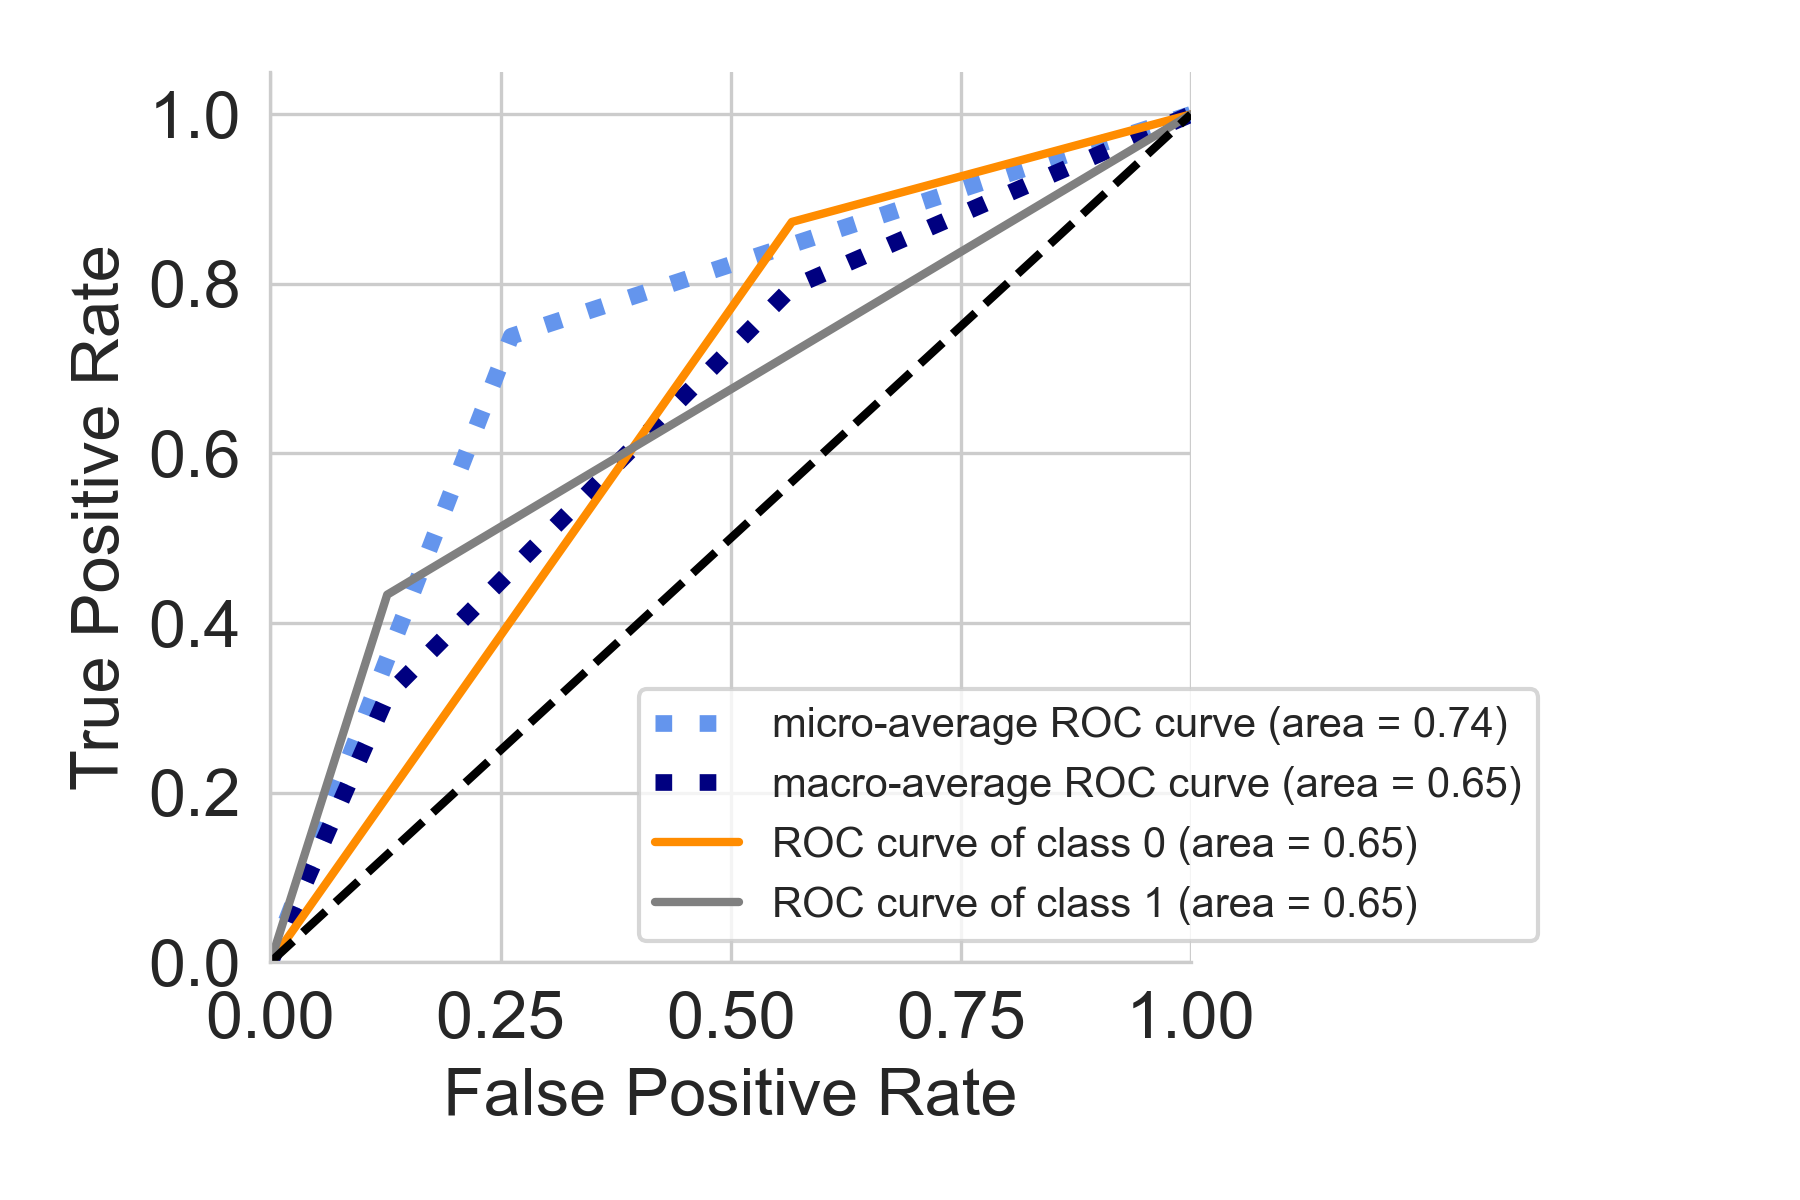 1.0
0.8
0.6
0.4
0.2
0.0
True Positive Rate
0.00 0.25 0.50 0.75 1.00
False Positive Rate
micro-average ROC curve (area = 0.74)
macro-average ROC curve (area = 0.65)
ROC curve of class 0 (area = 0.65)
ROC curve of class 1 (area = 0.65)